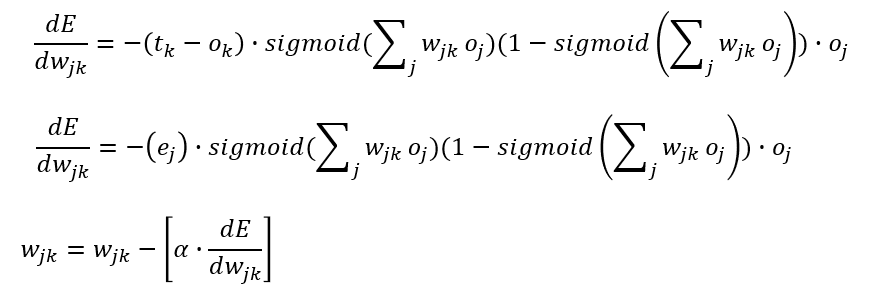 dE/dw_jk = −(t_k − o_k) · sigmoid(∑_j w_jk o_j)(1 − sigmoid(∑_j w_jk o_j)) · o_j
dE/dw_jk = −(e_j) · sigmoid(∑_j w_jk o_j)(1 − sigmoid(∑_j w_jk o_j)) · o_j
w_jk = w_jk − [α · dE/dw_jk]